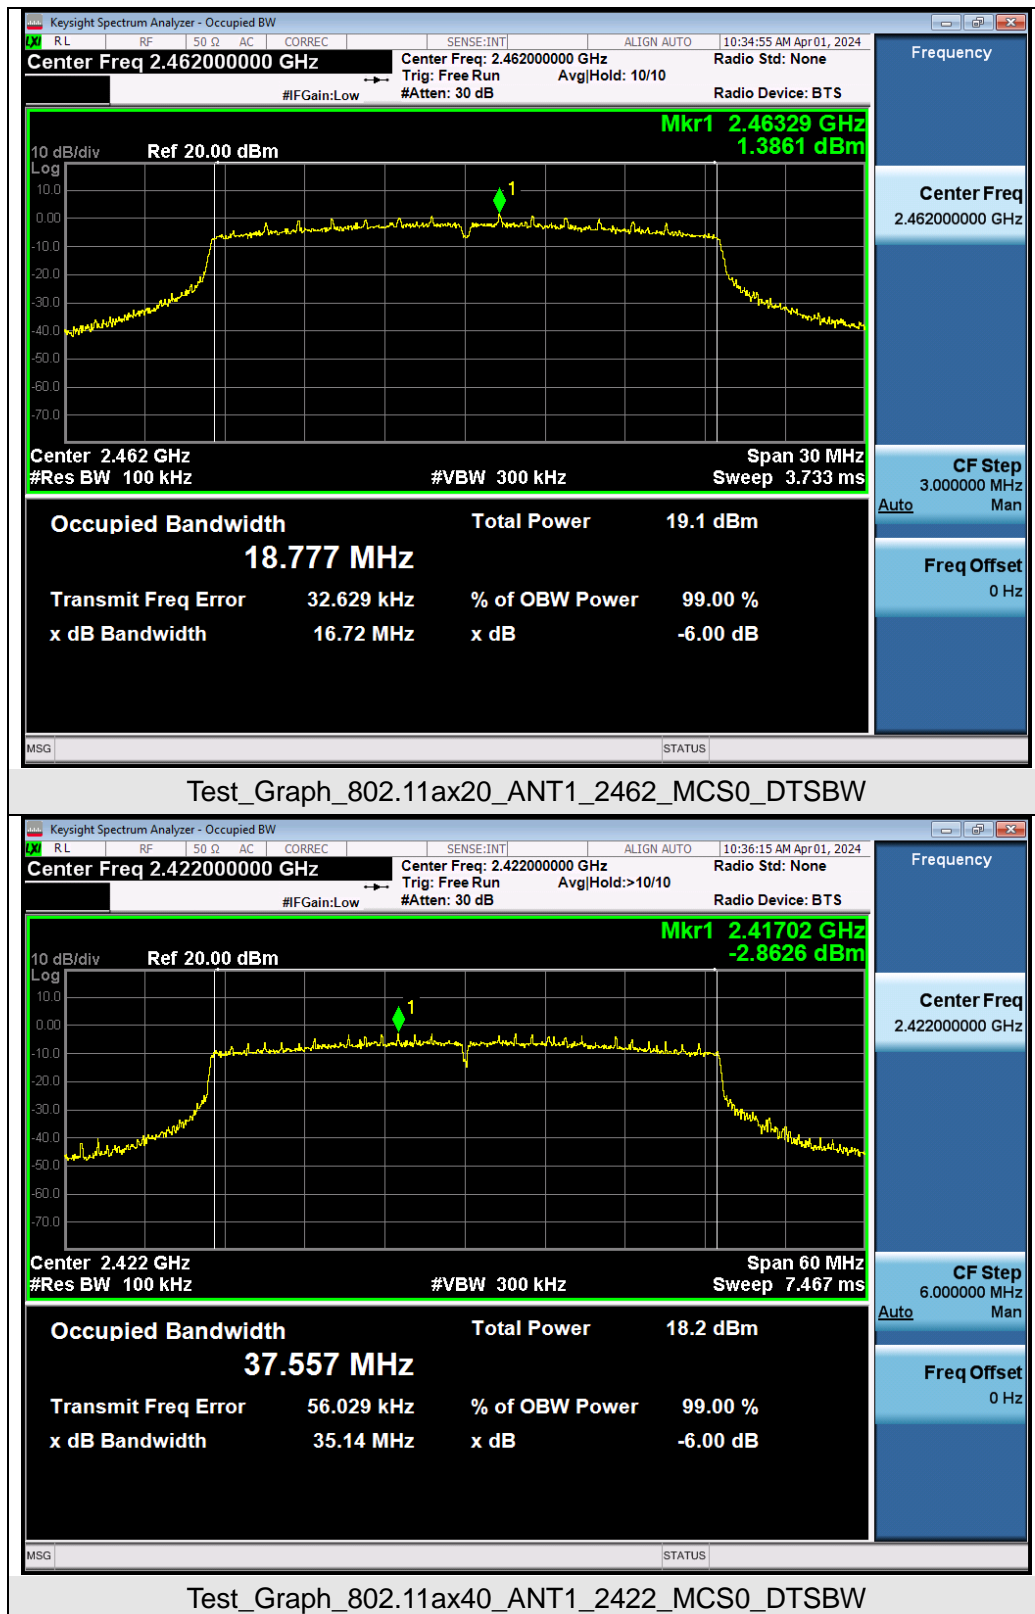 Keysight Spectrum Analyzer - Occupied BW
LXI RL RF 50 Ω AC CORREC SENSE:INT ALIGN AUTO 10:34:55 AM Apr 01, 2024
Center Freq 2.462000000 GHz
Center Freq: 2.462000000 GHz
Radio Std: None
Trig: Free Run Avg|Hold: 10/10
#IFGain:Low
#Atten: 30 dB
Radio Device: BTS
Frequency
Mkr1 2.46329 GHz
1.3861 dBm
10 dB/div Ref 20.00 dBm
Log
10.0
0.00
-10.0
-20.0
-30.0
-40.0
-50.0
-60.0
-70.0
1
Center 2.462 GHz
Span 30 MHz
#Res BW 100 kHz
#VBW 300 kHz
Sweep 3.733 ms
Center Freq
2.462000000 GHz
CF Step
3.000000 MHz
Auto Man
Freq Offset
0 Hz
Occupied Bandwidth
18.777 MHz
Total Power 19.1 dBm
Transmit Freq Error 32.629 kHz
% of OBW Power 99.00 %
x dB Bandwidth 16.72 MHz
x dB -6.00 dB
MSG
STATUS
Test_Graph_802.11ax20_ANT1_2462_MCS0_DTSBW
Keysight Spectrum Analyzer - Occupied BW
LXI RL RF 50 Ω AC CORREC SENSE:INT ALIGN AUTO 10:36:15 AM Apr 01, 2024
Center Freq 2.422000000 GHz
Center Freq: 2.422000000 GHz
Radio Std: None
Trig: Free Run Avg|Hold:>10/10
#IFGain:Low
#Atten: 30 dB
Radio Device: BTS
Frequency
Mkr1 2.41702 GHz
-2.8626 dBm
10 dB/div Ref 20.00 dBm
Log
10.0
0.00
-10.0
-20.0
-30.0
-40.0
-50.0
-60.0
-70.0
1
Center 2.422 GHz
Span 60 MHz
#Res BW 100 kHz
#VBW 300 kHz
Sweep 7.467 ms
Center Freq
2.422000000 GHz
CF Step
6.000000 MHz
Auto Man
Freq Offset
0 Hz
Occupied Bandwidth
37.557 MHz
Total Power 18.2 dBm
Transmit Freq Error 56.029 kHz
% of OBW Power 99.00 %
x dB Bandwidth 35.14 MHz
x dB -6.00 dB
MSG
STATUS
Test_Graph_802.11ax40_ANT1_2422_MCS0_DTSBW